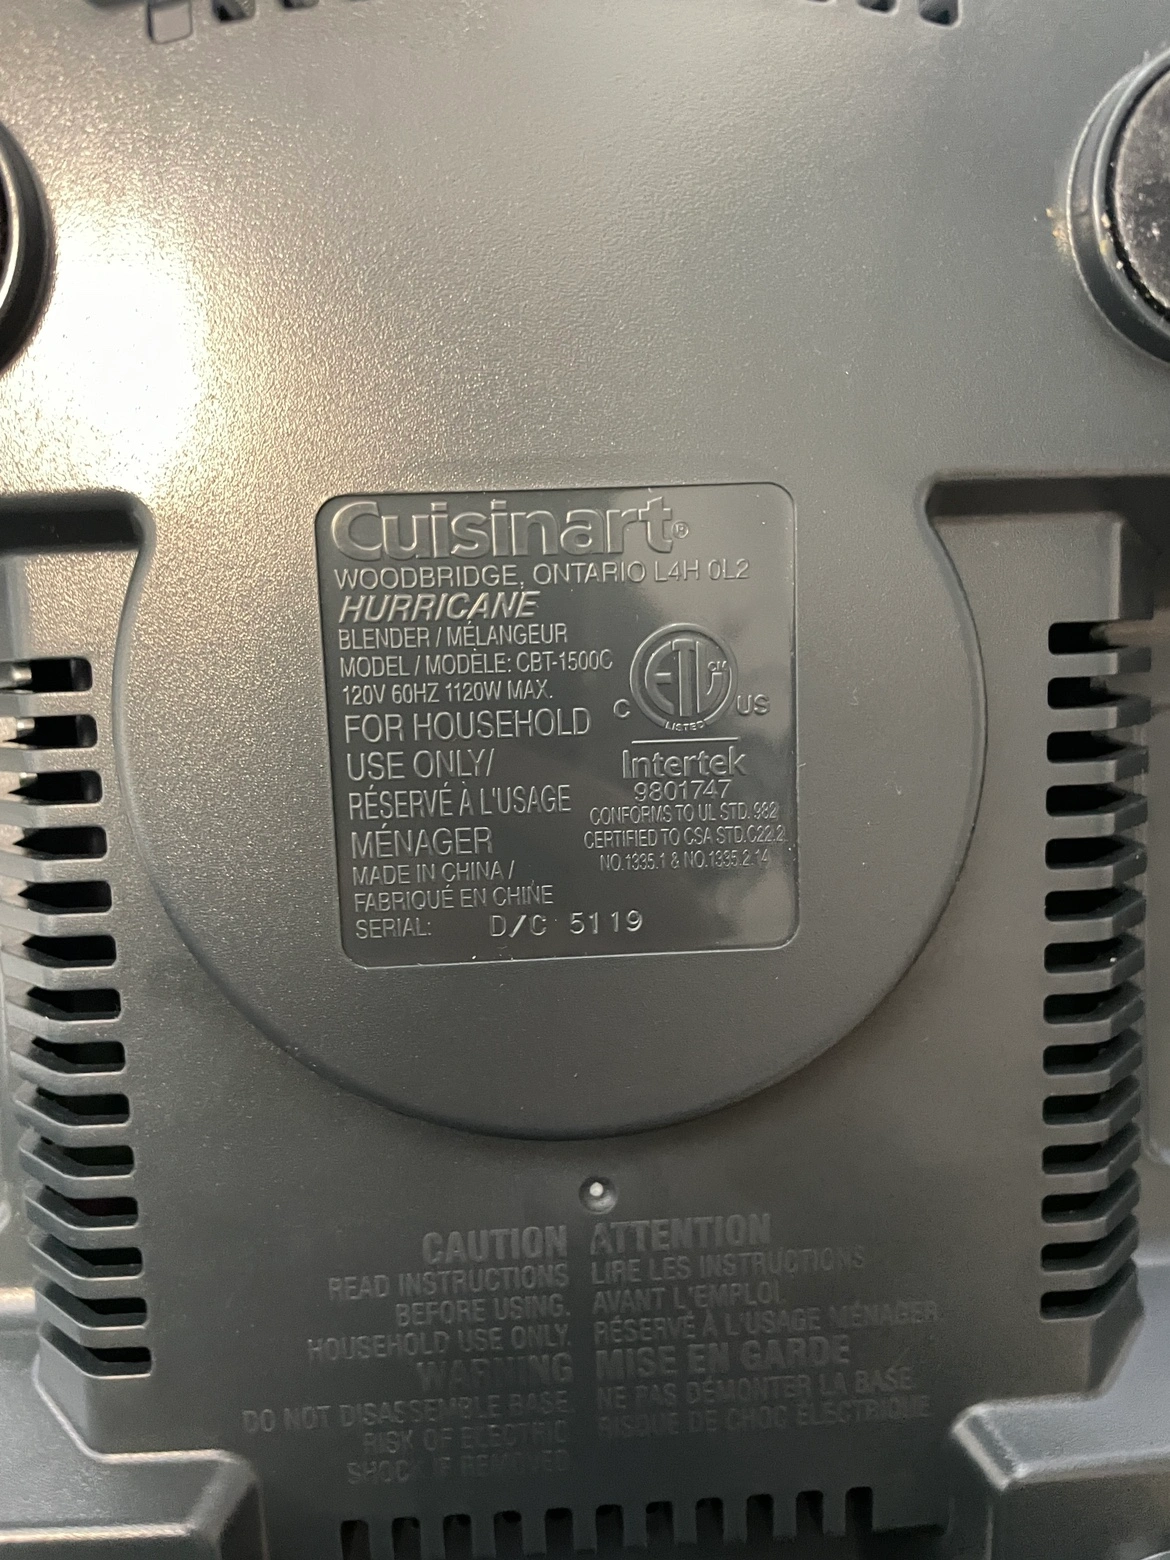 Cuisinart®
WOODBRIDGE, ONTARIO L4H 0L2
HURRICANE
BLENDER / MÉLANGEUR
MODEL / MODÈLE: CBT-1500C
120V 60HZ 1120W MAX.
FOR HOUSEHOLD
USE ONLY/
RÉSERVÉ À L'USAGE
MÉNAGER
MADE IN CHINA /
FABRIQUÉ EN CHINE
SERIAL: D/C 5119
ETL CM
LISTED
C US
Intertek
9801747
CONFORMS TO UL STD. 982
CERTIFIED TO CSA STD.C22.2
NO.1335.1 & NO.1335.2.14
CAUTION
READ INSTRUCTIONS
BEFORE USING.
HOUSEHOLD USE ONLY.
WARNING
DO NOT DISASSEMBLE BASE
RISK OF ELECTRIC
SHOCK IF REMOVED
ATTENTION
LIRE LES INSTRUCTIONS
AVANT L'EMPLOI.
RÉSERVÉ À L'USAGE MÉNAGER.
MISE EN GARDE
NE PAS DÉMONTER LA BASE.
RISQUE DE CHOC ÉLECTRIQUE